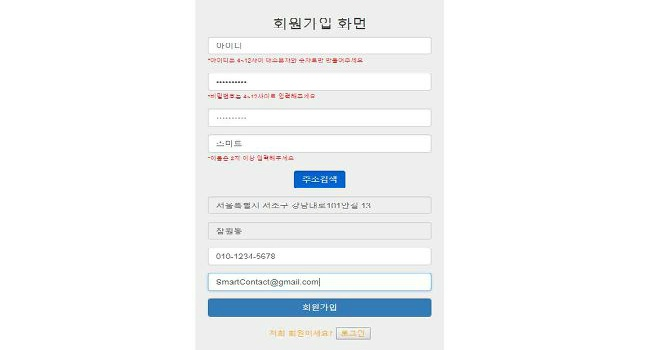 회원가입 화면
아이디
*아이디는 4~12사이 대소문자와 숫자로만 만들어주세요
••••••••••
*비밀번호는 4~12사이로 입력해주세요
••••••••••
스마트
*이름은 2자 이상 입력해주세요
주소검색
서울특별시 서초구 강남대로101안길 13
잠원동
010-1234-5678
SmartContact@gmail.com
회원가입
저희 회원이세요? 로그인